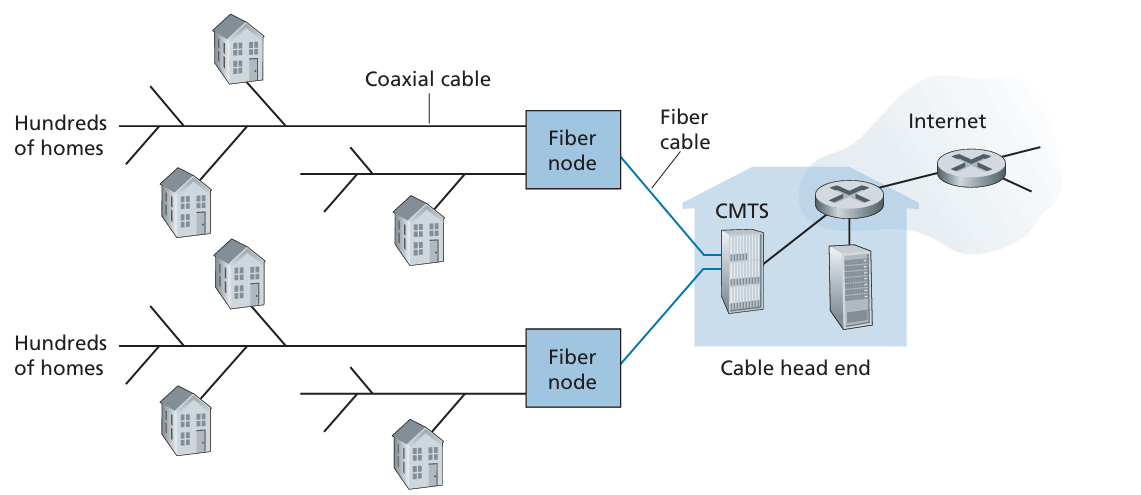 Coaxial cable
Hundreds
of homes
Fiber
node
Fiber
cable
Internet
CMTS
Hundreds
of homes
Fiber
node
Cable head end